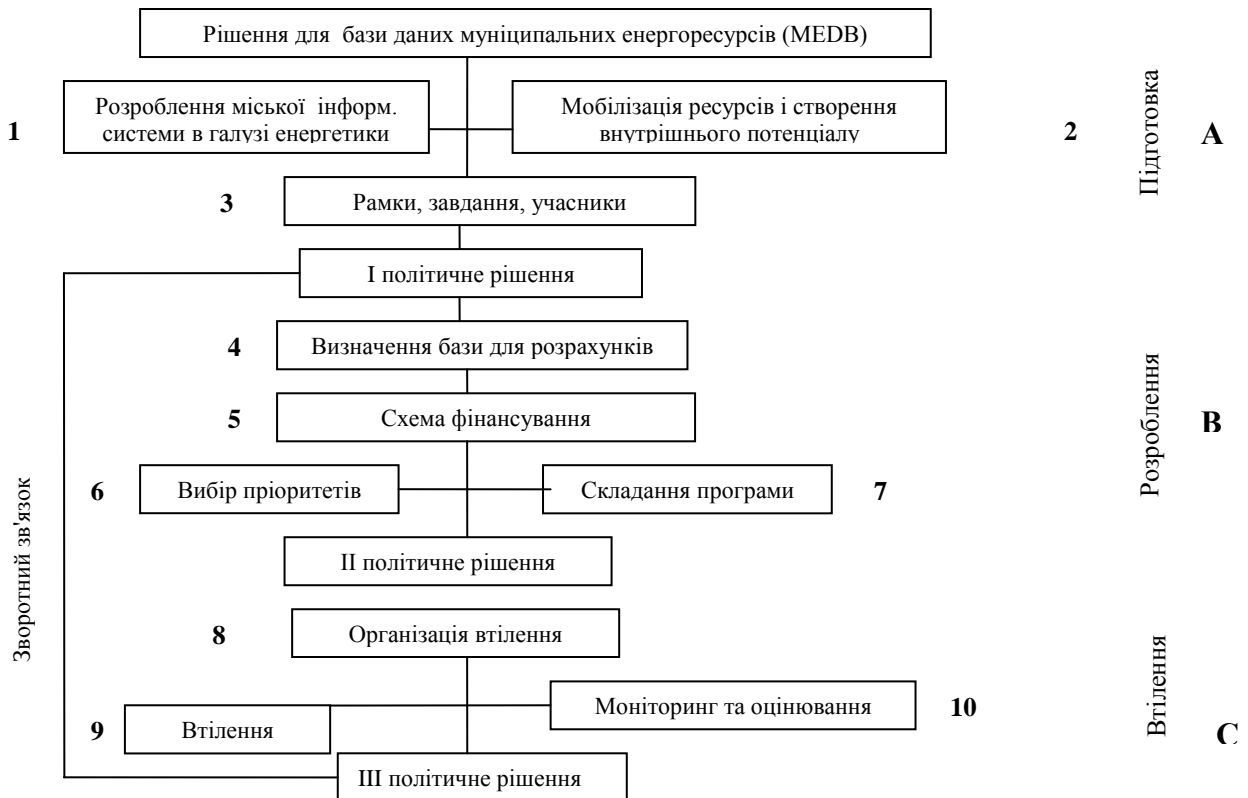 Рішення для бази даних муніципальних енергоресурсів (MEDB)
1
Розроблення міської інформ.
системи в галузі енергетики
Мобілізація ресурсів і створення
внутрішнього потенціалу
2
Підготовка
A
3
Рамки, завдання, учасники
І політичне рішення
4
Визначення бази для розрахунків
5
Схема фінансування
Розроблення
B
6
Вибір пріоритетів
Складання програми
7
Зворотний зв'язок
ІІ політичне рішення
8
Організація втілення
Моніторинг та оцінювання
10
Втілення
9
Втілення
C
ІІІ політичне рішення